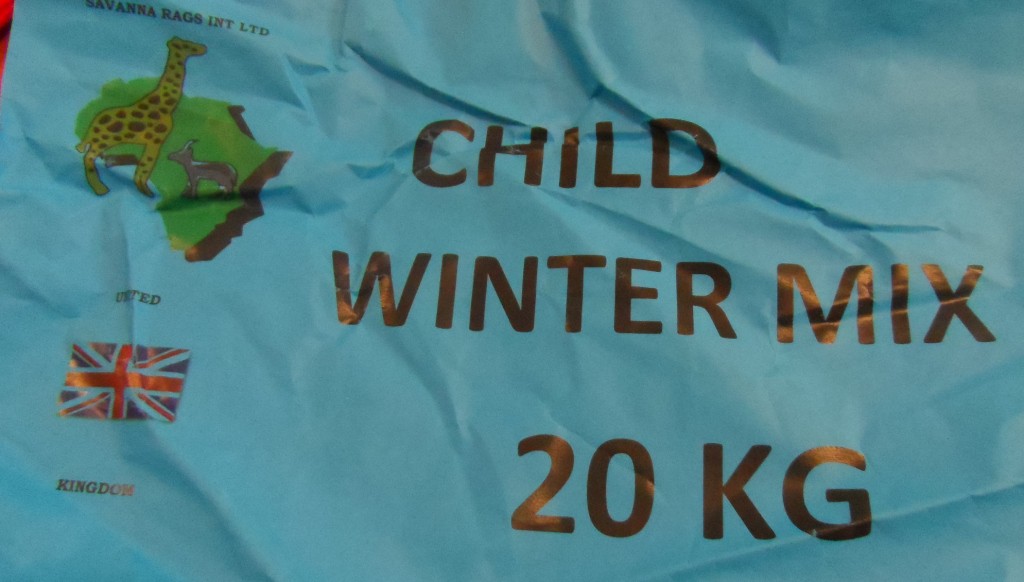 SAVANNA RAGS INT LTD
CHILD
WINTER MIX
20 KG
UNITED
KINGDOM